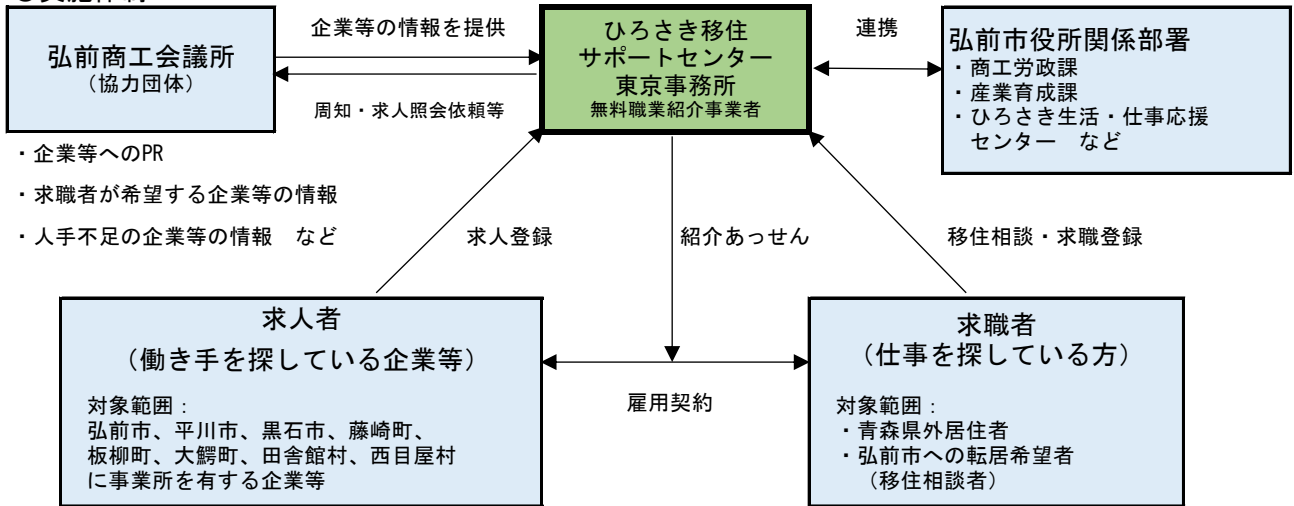 弘前商工会議所
（協力団体）
企業等の情報を提供
周知・求人照会依頼等
ひろさき移住
サポートセンター
東京事務所
無料職業紹介事業者
連携
弘前市役所関係部署
・商工労政課
・産業育成課
・ひろさき生活・仕事応援
センター　など
・企業等へのPR
・求職者が希望する企業等の情報
・人手不足の企業等の情報　など
求人登録
紹介あっせん
移住相談・求職登録
求人者
（働き手を探している企業等）
対象範囲：
弘前市、平川市、黒石市、藤崎町、
板柳町、大鰐町、田舎館村、西目屋村
に事業所を有する企業等
雇用契約
求職者
（仕事を探している方）
対象範囲：
・青森県外居住者
・弘前市への転居希望者
（移住相談者）